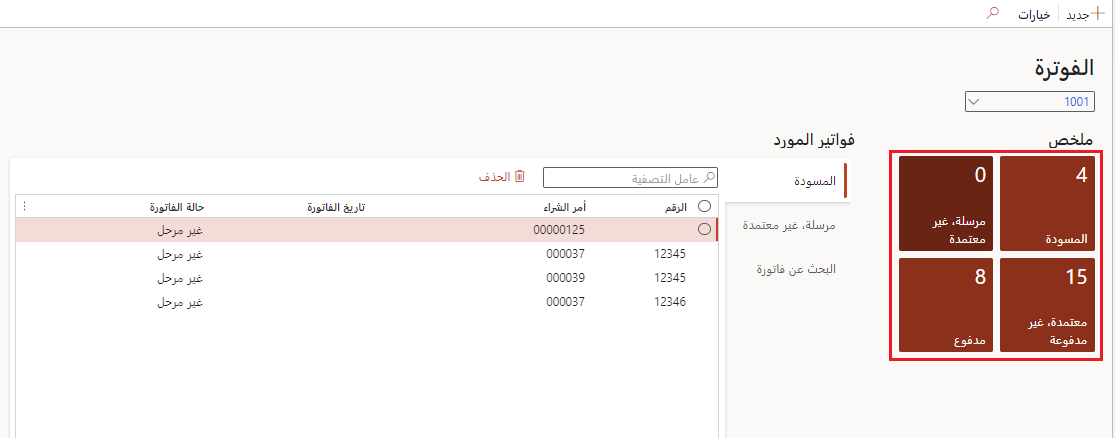 جديد
خيارات
الفوترة
1001
ملخص
4
المسودة
0
مرسلة، غير
معتمدة
15
معتمدة، غير
مدفوعة
8
مدفوع
فواتير المورد
المسودة
مرسلة، غير معتمدة
البحث عن فاتورة
عامل التصفية
الحذف
الرقم أمر الشراء تاريخ الفاتورة حالة الفاتورة
00000125 غير مرحل
12345 000037 غير مرحل
12345 000039 غير مرحل
12346 000037 غير مرحل